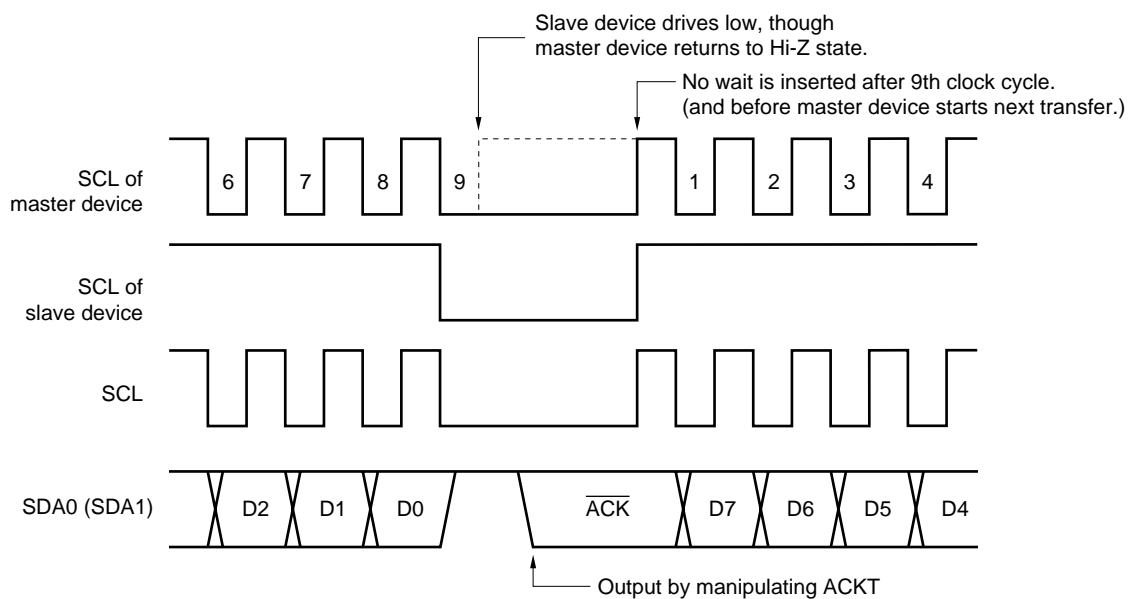 Slave device drives low, though
master device returns to Hi-Z state.
No wait is inserted after 9th clock cycle.
(and before master device starts next transfer.)
SCL of
master device
6 7 8 9 1 2 3 4
SCL of
slave device
SCL
SDA0 (SDA1)
D2 D1 D0 ACK D7 D6 D5 D4
Output by manipulating ACKT